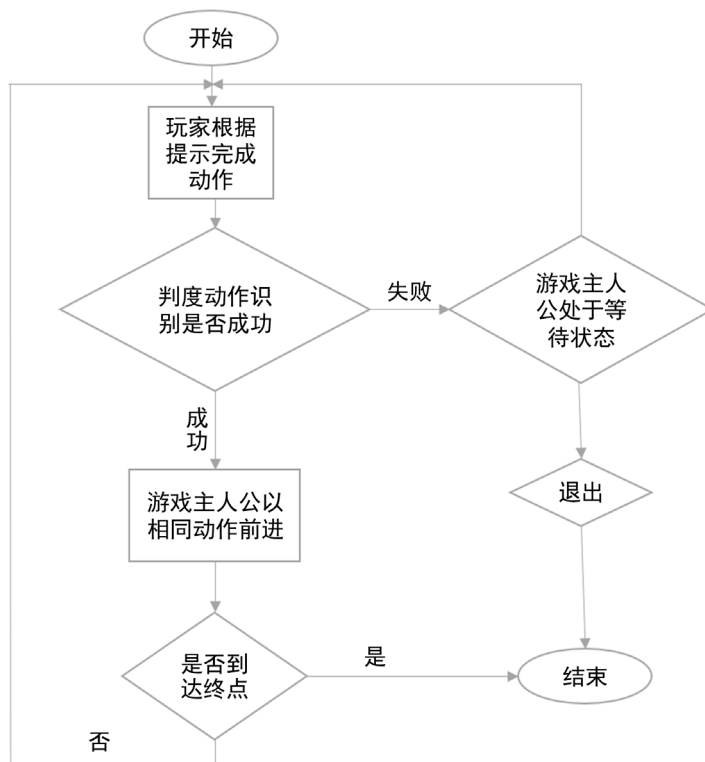 开始
玩家根据
提示完成
动作
判度动作识
别是否成功
失败
游戏主人
公处于等
待状态
成
功
游戏主人公以
相同动作前进
退出
是否到
达终点
是
结束
否